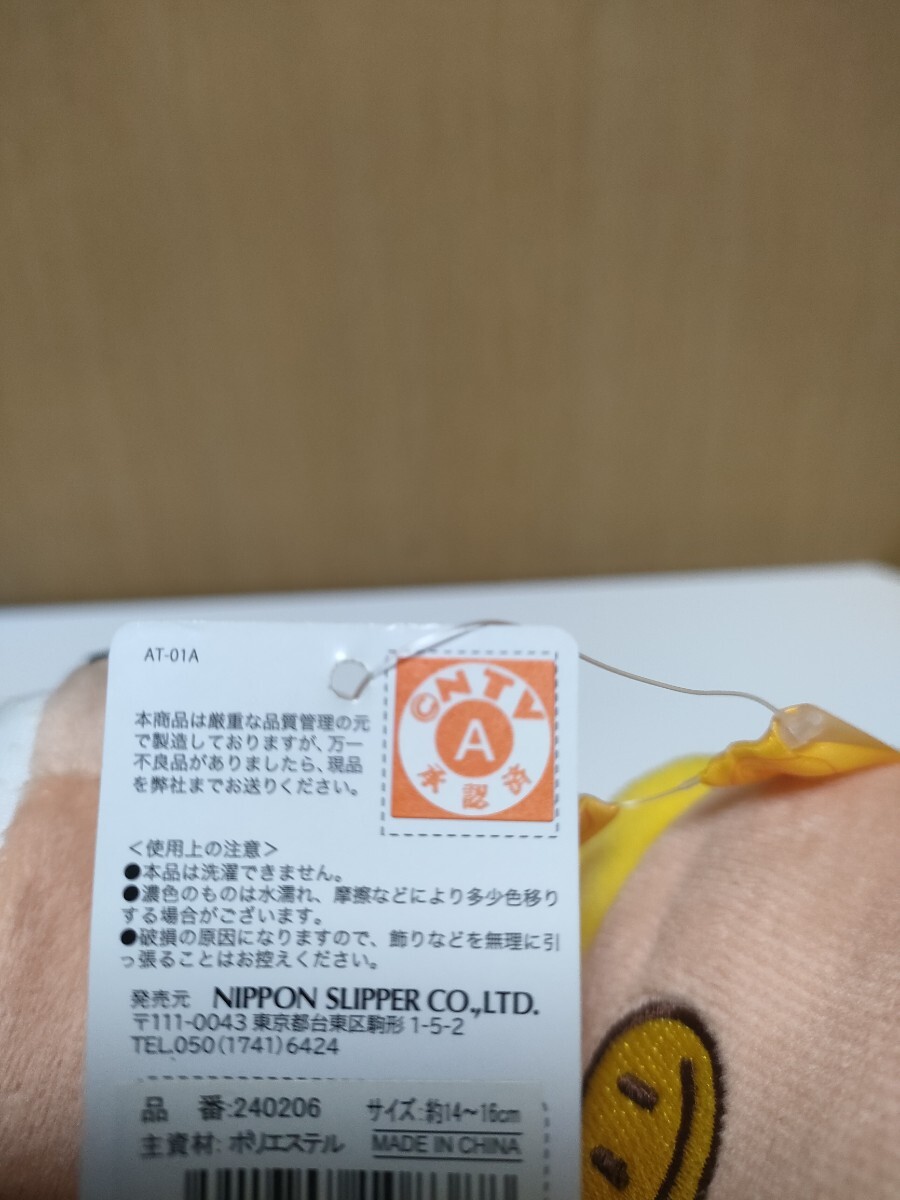 AT-01A
©NTV
A
承認済
本商品は厳重な品質管理の元
で製造しておりますが、万一
不良品がありましたら、現品
を弊社までお送りください。
＜使用上の注意＞
●本品は洗濯できません。
●濃色のものは水濡れ、摩擦などにより多少色移り
する場合がございます。
●破損の原因になりますので、飾りなどを無理に引
っ張ることはお控えください。
発売元 NIPPON SLIPPER CO.,LTD.
〒111-0043 東京都台東区駒形 1-5-2
TEL.050(1741)6424
品 番:240206 サイズ:約14～16cm
主資材: ポリエステル MADE IN CHINA